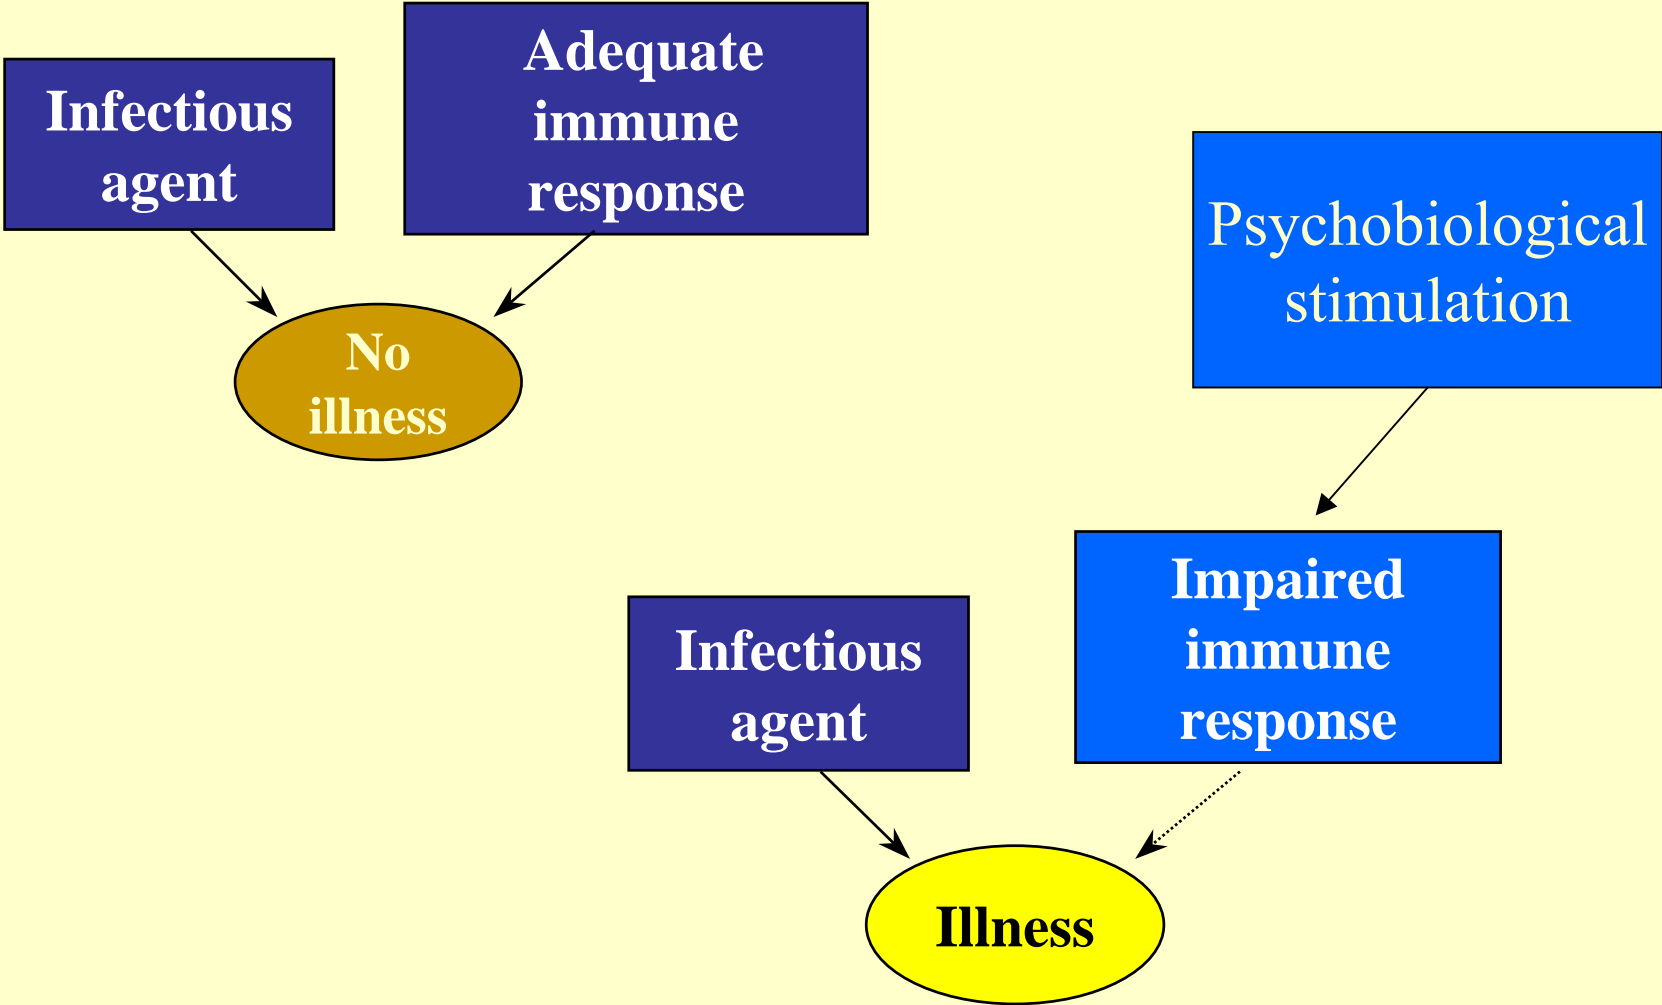 Infectious
agent
Adequate
immune
response
No
illness
Psychobiological
stimulation
Impaired
immune
response
Infectious
agent
Illness